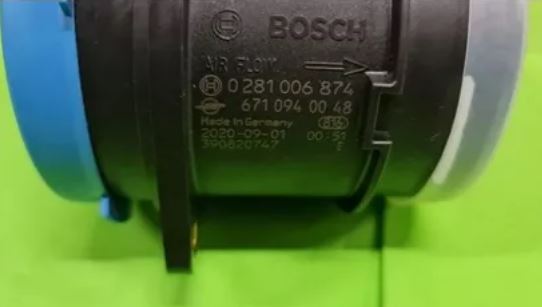 BOSCH
AIR FLOW
0 281 006 874
671 094 00 48
Made in Germany 814
2020-09-01 00:51
390820747 E